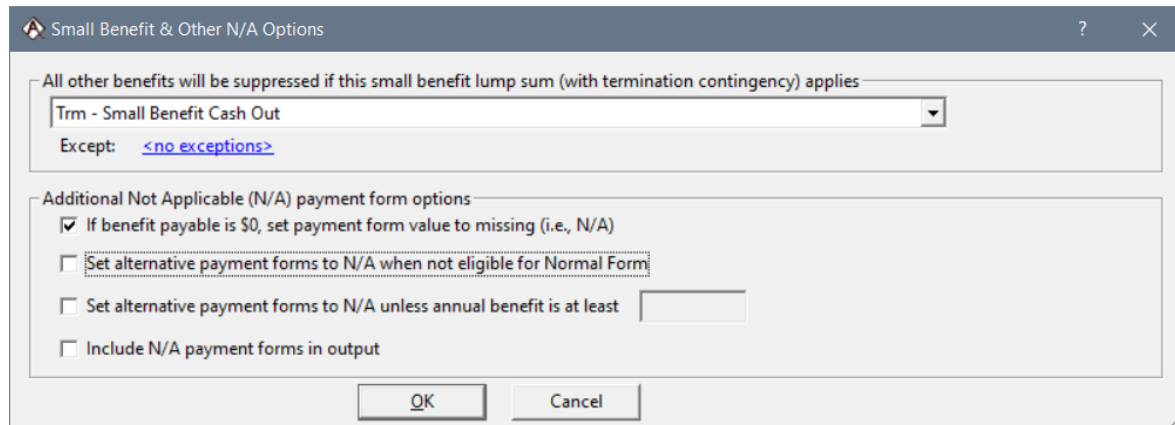 Small Benefit & Other N/A Options
?
All other benefits will be suppressed if this small benefit lump sum (with termination contingency) applies
Trm - Small Benefit Cash Out
Except: <no exceptions>
Additional Not Applicable (N/A) payment form options
If benefit payable is $0, set payment form value to missing (i.e., N/A)
Set alternative payment forms to N/A when not eligible for Normal Form
Set alternative payment forms to N/A unless annual benefit is at least
Include N/A payment forms in output
OK Cancel